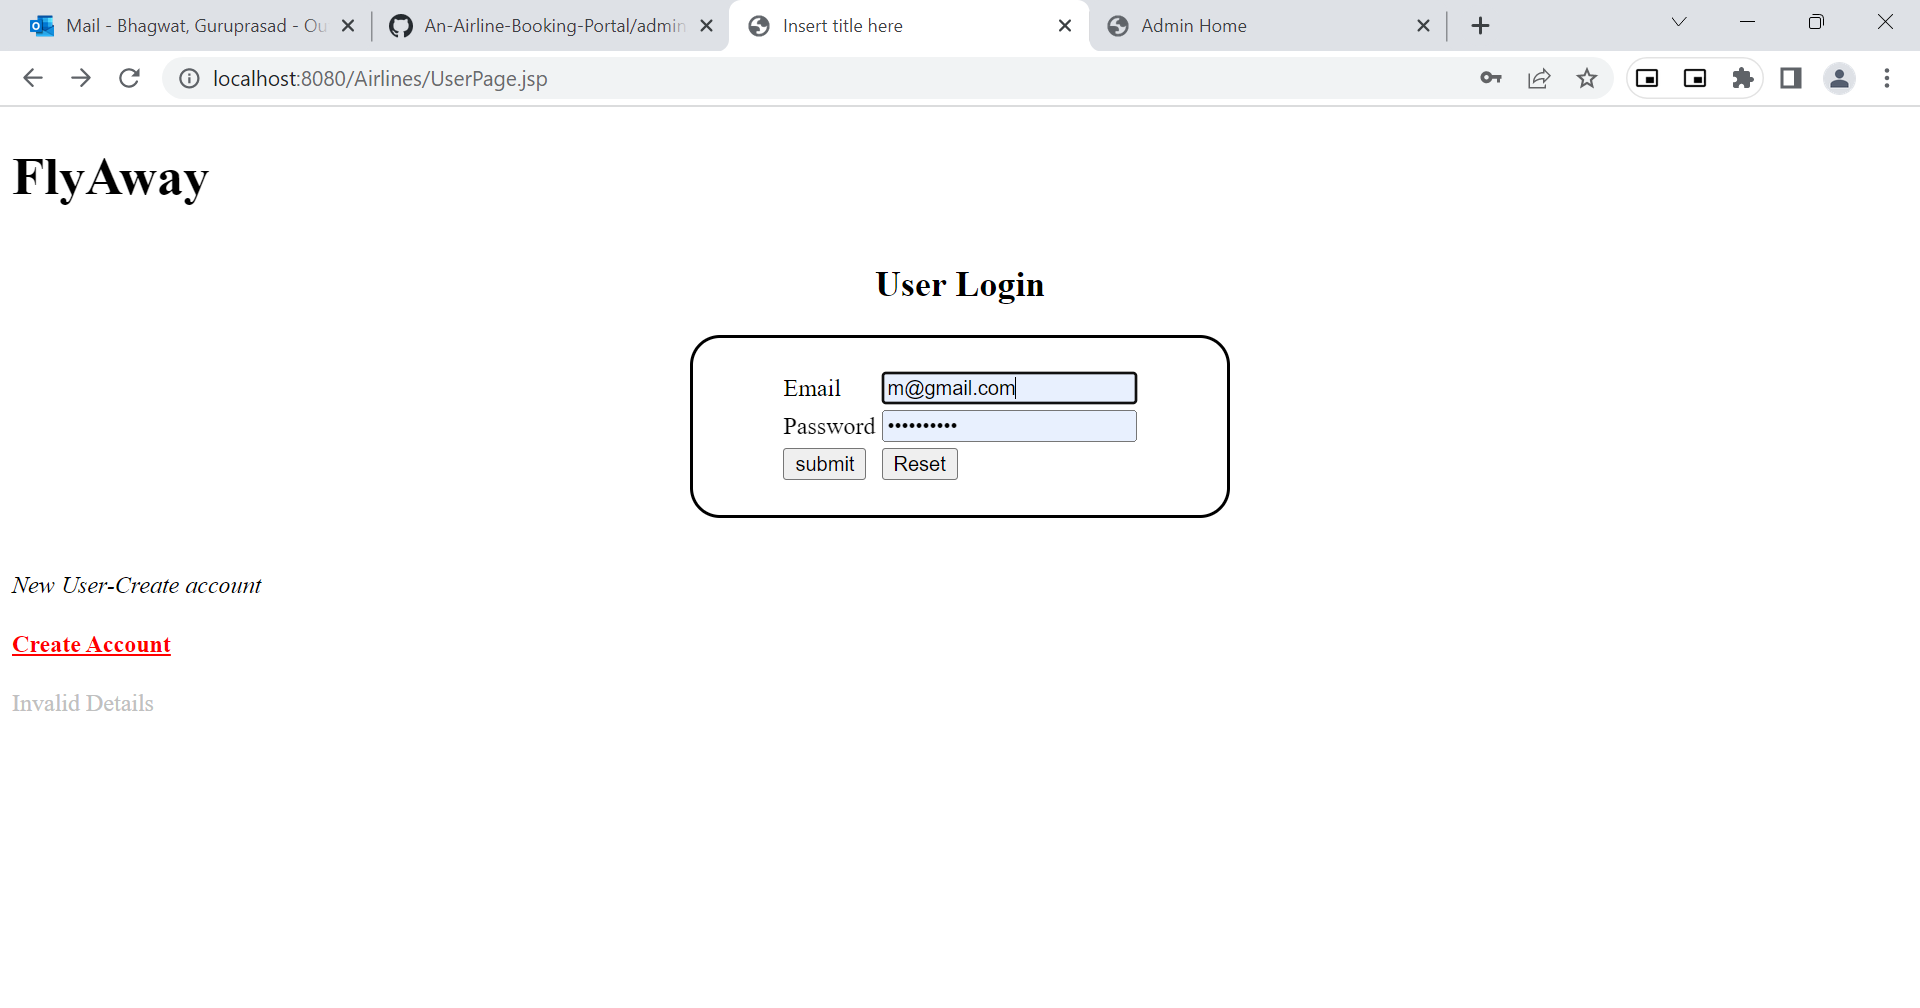 Mail - Bhagwat, Guruprasad - Ou
An-Airline-Booking-Portal/admin
Insert title here
Admin Home
localhost:8080/Airlines/UserPage.jsp
FlyAway
User Login
Email m@gmail.com
Password ••••••••••
submit Reset
New User-Create account
Create Account
Invalid Details